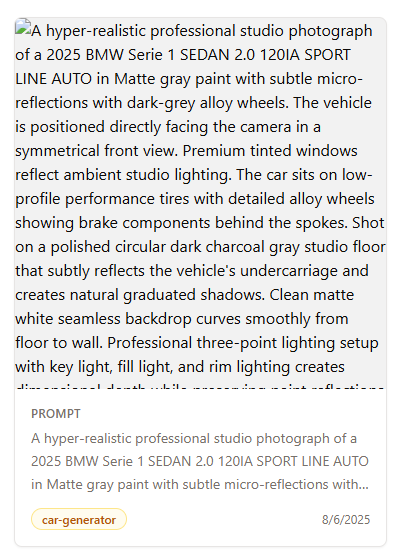 A hyper-realistic professional studio photograph
of a 2025 BMW Serie 1 SEDAN 2.0 120IA SPORT
LINE AUTO in Matte gray paint with subtle micro-
reflections with dark-grey alloy wheels. The vehicle
is positioned directly facing the camera in a
symmetrical front view. Premium tinted windows
reflect ambient studio lighting. The car sits on low-
profile performance tires with detailed alloy wheels
showing brake components behind the spokes. Shot
on a polished circular dark charcoal gray studio floor
that subtly reflects the vehicle's undercarriage and
creates natural graduated shadows. Clean matte
white seamless backdrop curves smoothly from
floor to wall. Professional three-point lighting setup
with key light, fill light, and rim lighting creates
dimensional depth while preserving paint reflections
PROMPT
A hyper-realistic professional studio photograph of a
2025 BMW Serie 1 SEDAN 2.0 120IA SPORT LINE AUTO
in Matte gray paint with subtle micro-reflections with...
car-generator
8/6/2025